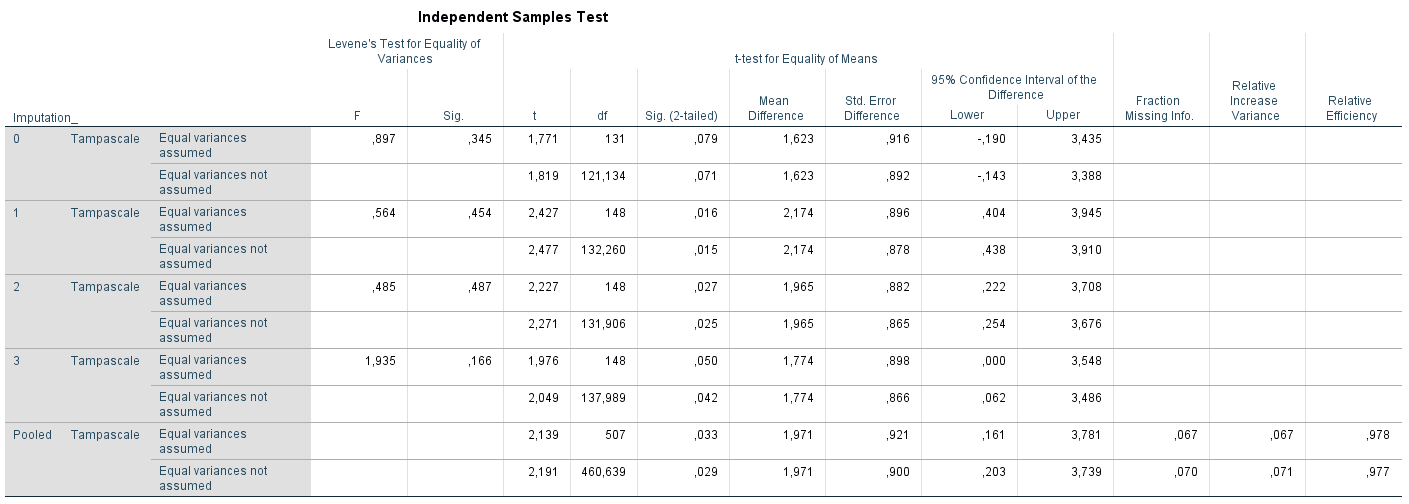 Independent Samples Test
Levene's Test for Equality of
Variances
t-test for Equality of Means
95% Confidence Interval of the
Difference
Imputation_ F Sig. t df Sig. (2-tailed) Mean Difference Std. Error Difference Lower Upper Fraction Missing Info. Relative Increase Variance Relative Efficiency
0 Tampascale Equal variances assumed ,897 ,345 1,771 131 ,079 1,623 ,916 -,190 3,435
Equal variances not assumed 1,819 121,134 ,071 1,623 ,892 -,143 3,388
1 Tampascale Equal variances assumed ,564 ,454 2,427 148 ,016 2,174 ,896 ,404 3,945
Equal variances not assumed 2,477 132,260 ,015 2,174 ,878 ,438 3,910
2 Tampascale Equal variances assumed ,485 ,487 2,227 148 ,027 1,965 ,882 ,222 3,708
Equal variances not assumed 2,271 131,906 ,025 1,965 ,865 ,254 3,676
3 Tampascale Equal variances assumed 1,935 ,166 1,976 148 ,050 1,774 ,898 ,000 3,548
Equal variances not assumed 2,049 137,989 ,042 1,774 ,866 ,062 3,486
Pooled Tampascale Equal variances assumed 2,139 507 ,033 1,971 ,921 ,161 3,781 ,067 ,067 ,978
Equal variances not assumed 2,191 460,639 ,029 1,971 ,900 ,203 3,739 ,070 ,071 ,977